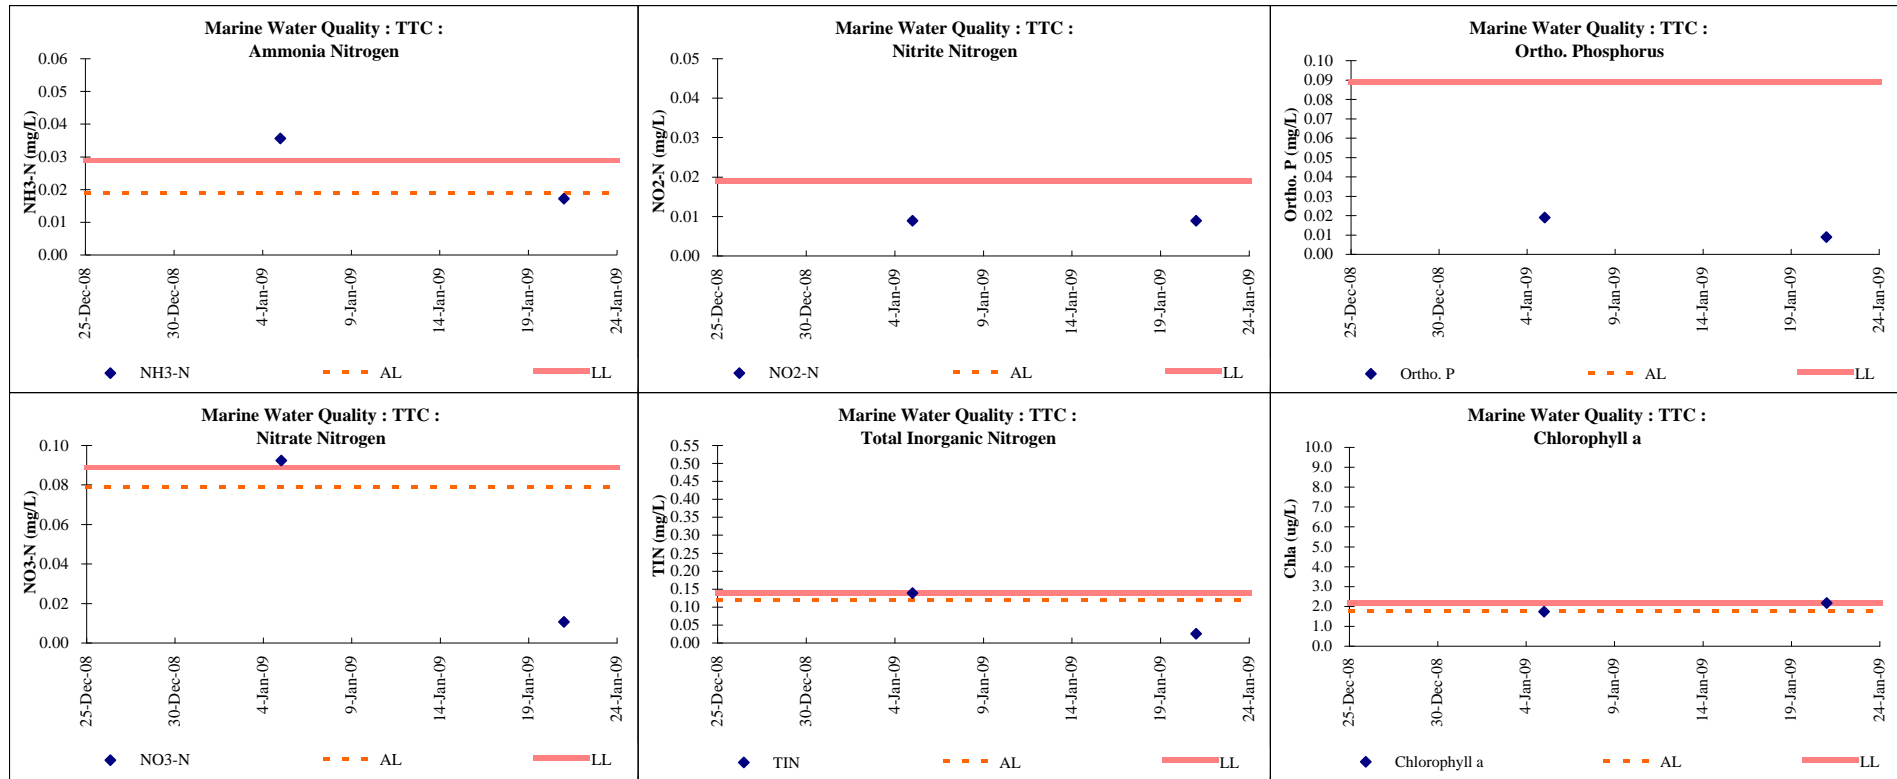 Marine Water Quality : TTC :
Ammonia Nitrogen
NH3-N (mg/L)
0.06
0.05
0.04
0.03
0.02
0.01
0.00
25-Dec-08
30-Dec-08
4-Jan-09
9-Jan-09
14-Jan-09
19-Jan-09
24-Jan-09
NH3-N
AL
LL
Marine Water Quality : TTC :
Nitrite Nitrogen
NO2-N (mg/L)
0.05
0.04
0.03
0.02
0.01
0.00
25-Dec-08
30-Dec-08
4-Jan-09
9-Jan-09
14-Jan-09
19-Jan-09
24-Jan-09
NO2-N
AL
LL
Marine Water Quality : TTC :
Ortho. Phosphorus
Ortho. P (mg/L)
0.10
0.09
0.08
0.07
0.06
0.05
0.04
0.03
0.02
0.01
0.00
25-Dec-08
30-Dec-08
4-Jan-09
9-Jan-09
14-Jan-09
19-Jan-09
24-Jan-09
Ortho. P
AL
LL
Marine Water Quality : TTC :
Nitrate Nitrogen
NO3-N (mg/L)
0.10
0.08
0.06
0.04
0.02
0.00
25-Dec-08
30-Dec-08
4-Jan-09
9-Jan-09
14-Jan-09
19-Jan-09
24-Jan-09
NO3-N
AL
LL
Marine Water Quality : TTC :
Total Inorganic Nitrogen
TIN (mg/L)
0.55
0.50
0.45
0.40
0.35
0.30
0.25
0.20
0.15
0.10
0.05
0.00
25-Dec-08
30-Dec-08
4-Jan-09
9-Jan-09
14-Jan-09
19-Jan-09
24-Jan-09
TIN
AL
LL
Marine Water Quality : TTC :
Chlorophyll a
Chla (ug/L)
10.0
9.0
8.0
7.0
6.0
5.0
4.0
3.0
2.0
1.0
0.0
25-Dec-08
30-Dec-08
4-Jan-09
9-Jan-09
14-Jan-09
19-Jan-09
24-Jan-09
Chlorophyll a
AL
LL